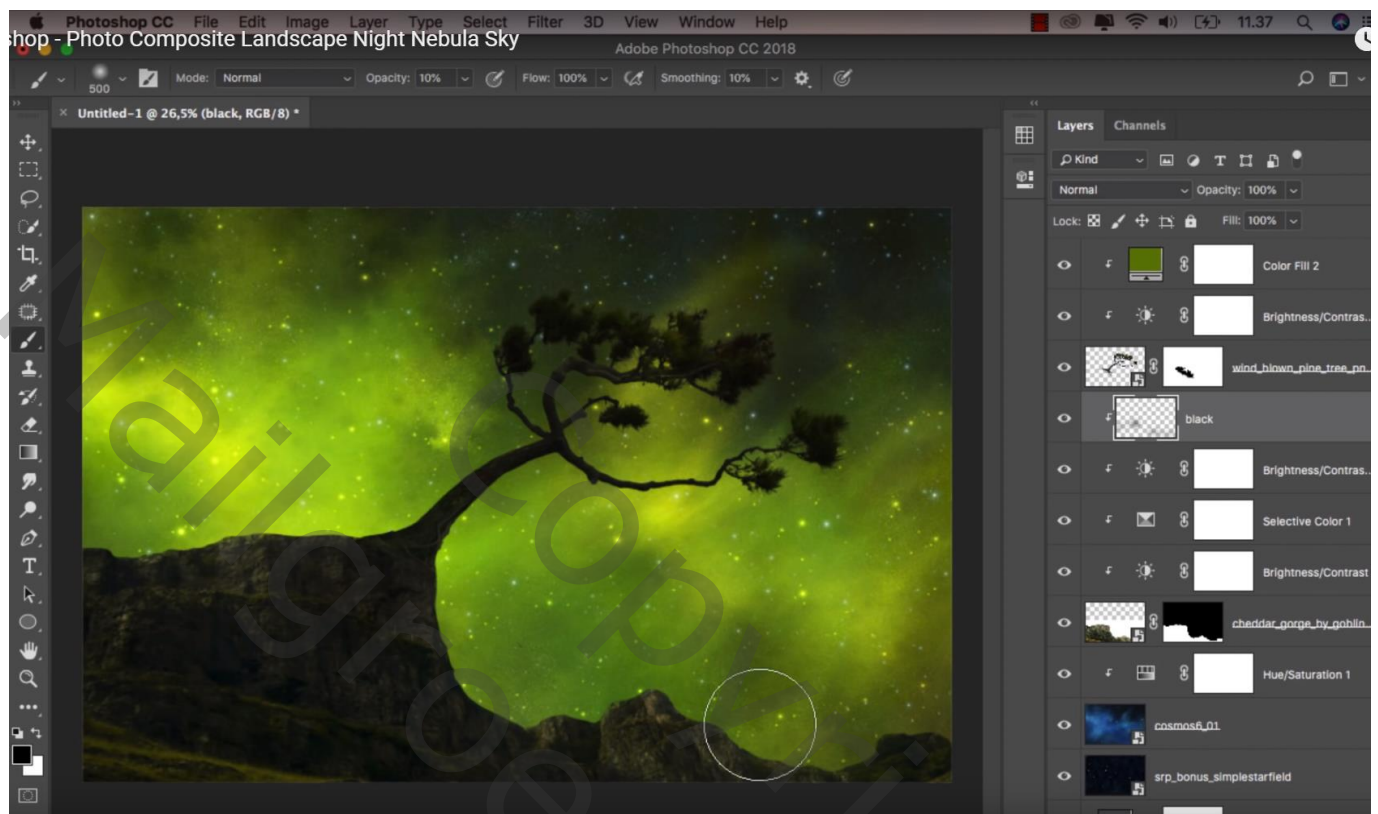 Photoshop CC File Edit Image Layer Type Select Filter 3D View Window Help 11.37
shop - Photo Composite Landscape Night Nebula Sky
Adobe Photoshop CC 2018
500 Mode: Normal Opacity: 10% Flow: 100% Smoothing: 10%
× Untitled-1 @ 26,5% (black, RGB/8) *
Layers Channels
Kind
Normal Opacity: 100%
Lock: Fill: 100%
Color Fill 2
Brightness/Contras...
wind_blown_pine_tree_pn...
black
Brightness/Contras...
Selective Color 1
Brightness/Contrast
cheddar_gorge_by_goblin...
Hue/Saturation 1
cosmos6_01
srp_bonus_simplestarfield